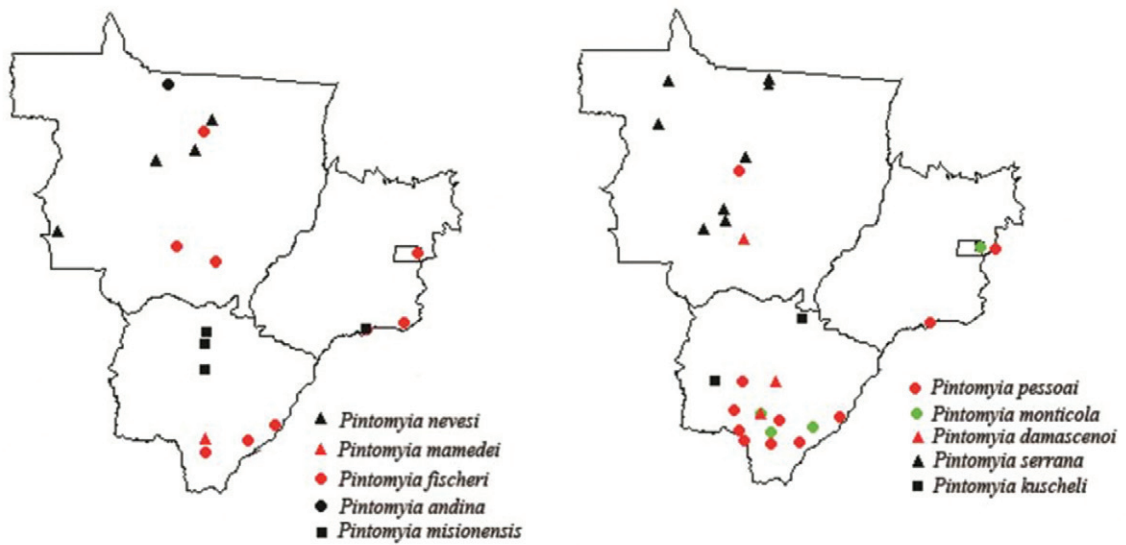 Pintomyia nevesi
Pintomyia mamedei
Pintomyia fischeri
Pintomyia andina
Pintomyia misionensis
Pintomyia pessoai
Pintomyia monticola
Pintomyia damascenoi
Pintomyia serrana
Pintomyia kuscheli